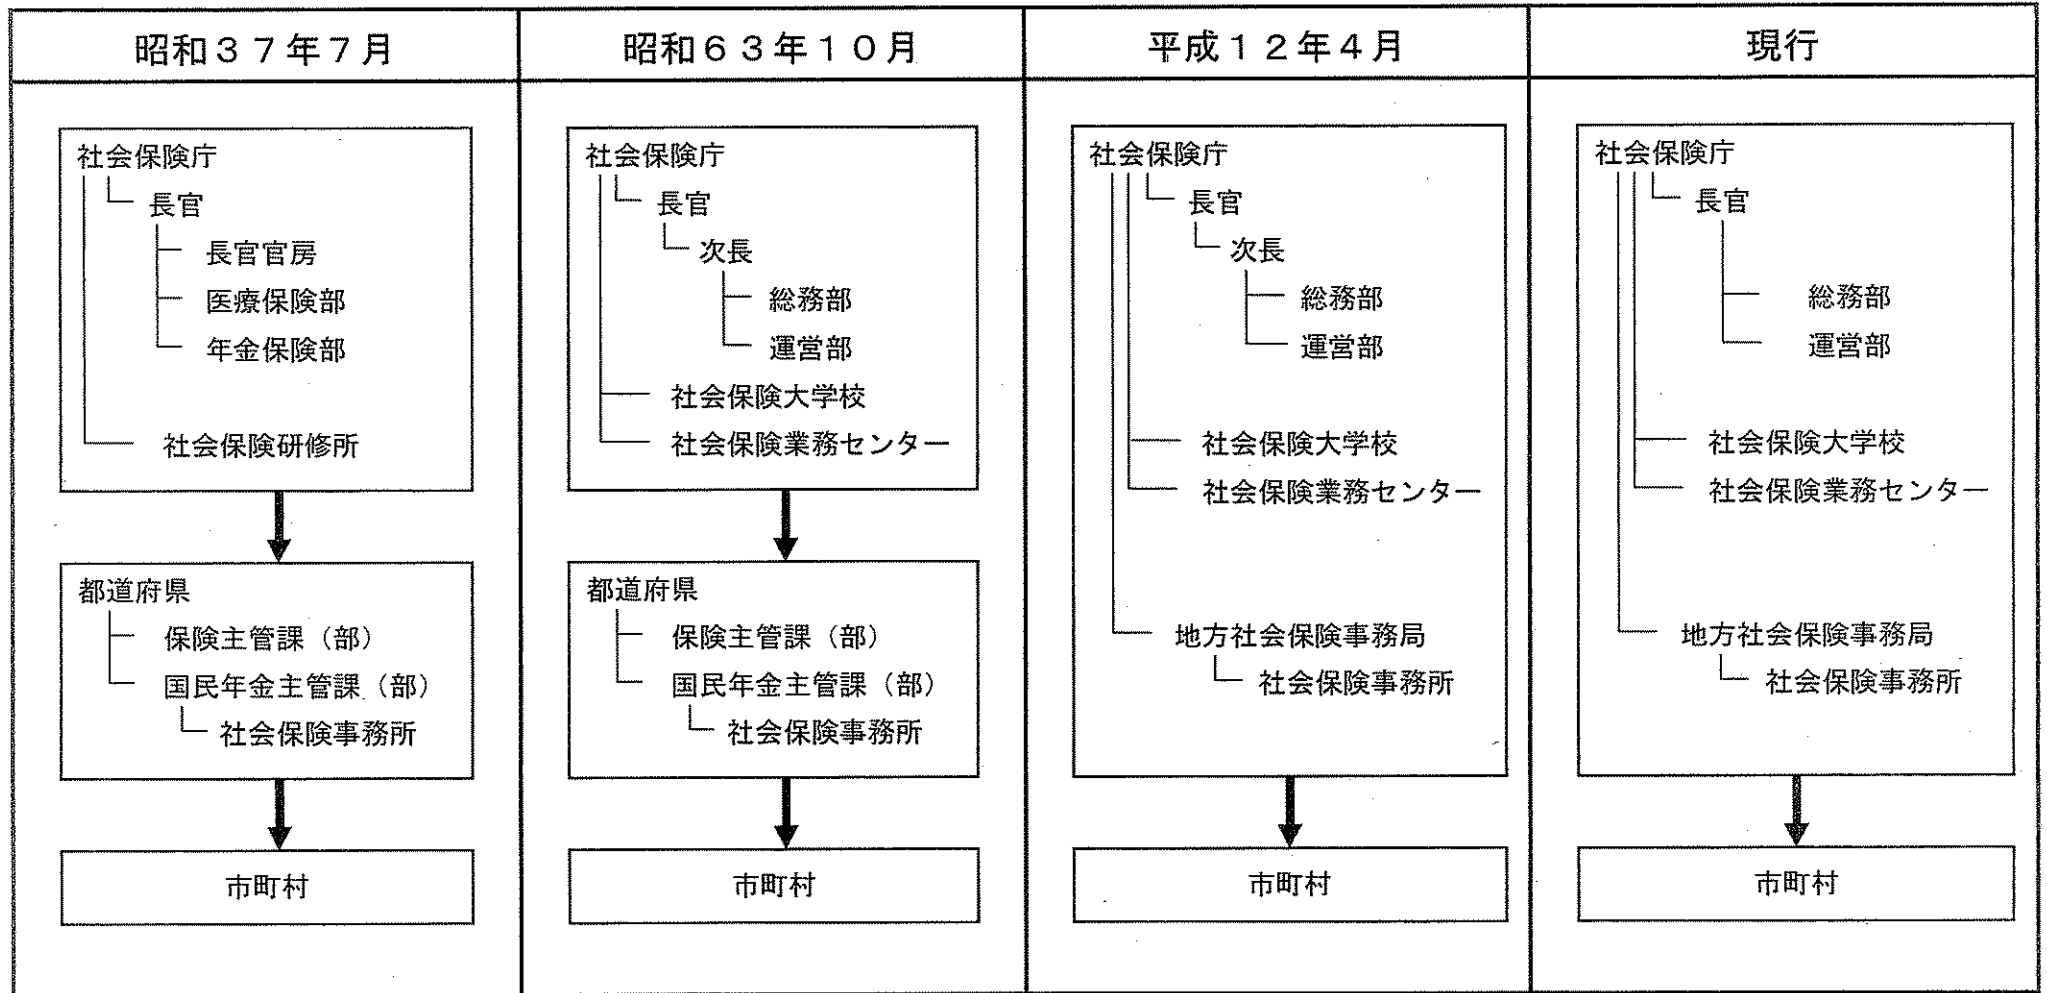 昭和３７年７月
社会保険庁
長官
長官官房
医療保険部
年金保険部
社会保険研修所
都道府県
保険主管課（部）
国民年金主管課（部）
社会保険事務所
市町村
昭和６３年１０月
社会保険庁
長官
次長
総務部
運営部
社会保険大学校
社会保険業務センター
都道府県
保険主管課（部）
国民年金主管課（部）
社会保険事務所
市町村
平成１２年４月
社会保険庁
長官
次長
総務部
運営部
社会保険大学校
社会保険業務センター
地方社会保険事務局
社会保険事務所
市町村
現行
社会保険庁
長官
総務部
運営部
社会保険大学校
社会保険業務センター
地方社会保険事務局
社会保険事務所
市町村